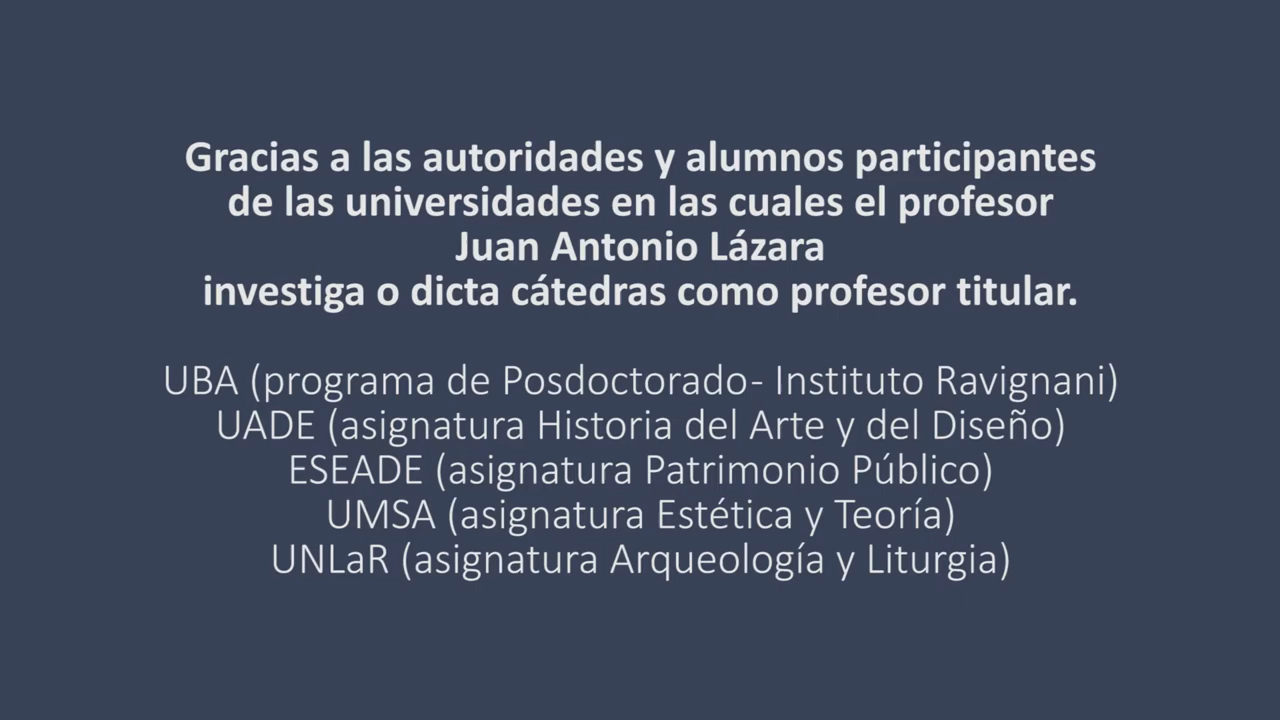 Gracias a las autoridades y alumnos participantes
de las universidades en las cuales el profesor
Juan Antonio Lázara
investiga o dicta cátedras como profesor titular.
UBA (programa de Posdoctorado- Instituto Ravignani)
UADE (asignatura Historia del Arte y del Diseño)
ESEADE (asignatura Patrimonio Público)
UMSA (asignatura Estética y Teoría)
UNLaR (asignatura Arqueología y Liturgia)